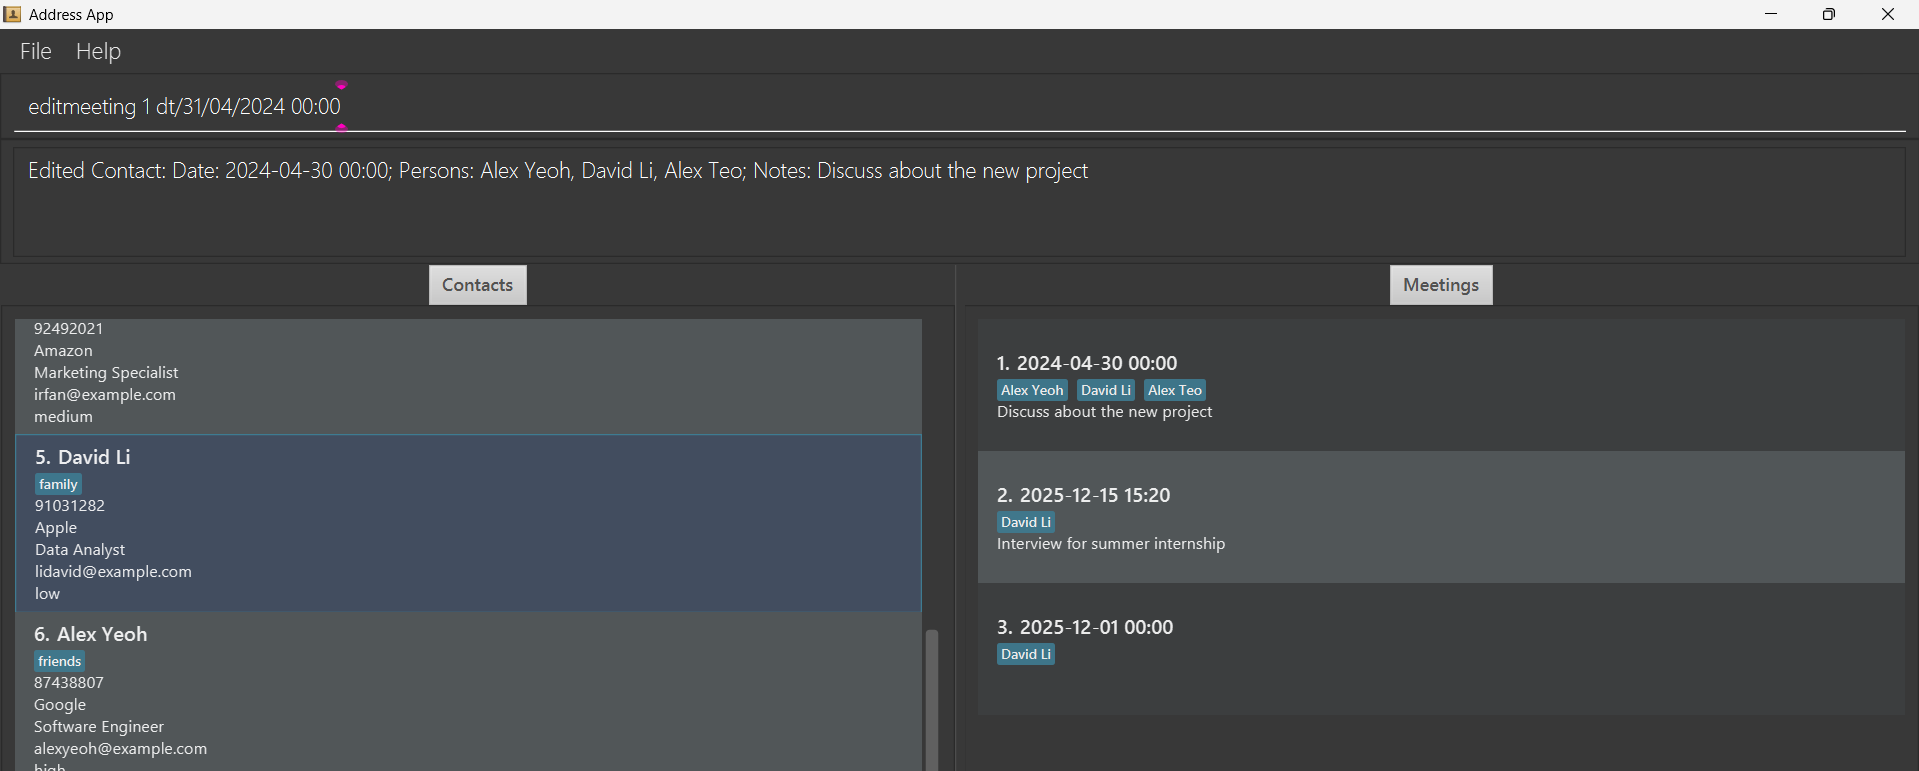 Address App
File Help
editmeeting 1 dt/31/04/2024 00:00
Edited Contact: Date: 2024-04-30 00:00; Persons: Alex Yeoh, David Li, Alex Teo; Notes: Discuss about the new project
Contacts
92492021
Amazon
Marketing Specialist
irfan@example.com
medium
5. David Li
family
91031282
Apple
Data Analyst
lidavid@example.com
low
6. Alex Yeoh
friends
87438807
Google
Software Engineer
alexyeoh@example.com
high
Meetings
1. 2024-04-30 00:00
Alex Yeoh David Li Alex Teo
Discuss about the new project
2. 2025-12-15 15:20
David Li
Interview for summer internship
3. 2025-12-01 00:00
David Li